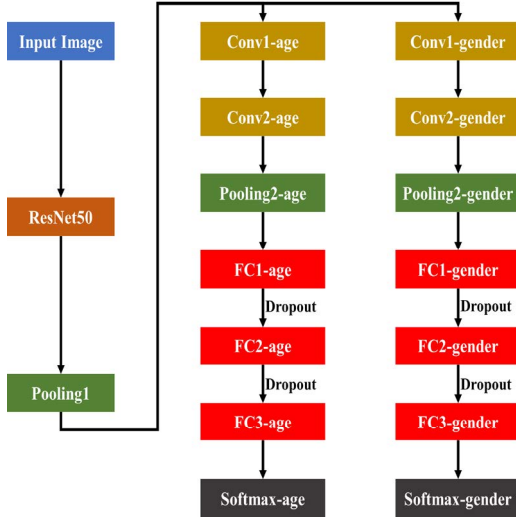 Input Image
ResNet50
Pooling1
Conv1-age
Conv2-age
Pooling2-age
FC1-age
Dropout
FC2-age
Dropout
FC3-age
Softmax-age
Conv1-gender
Conv2-gender
Pooling2-gender
FC1-gender
Dropout
FC2-gender
Dropout
FC3-gender
Softmax-gender